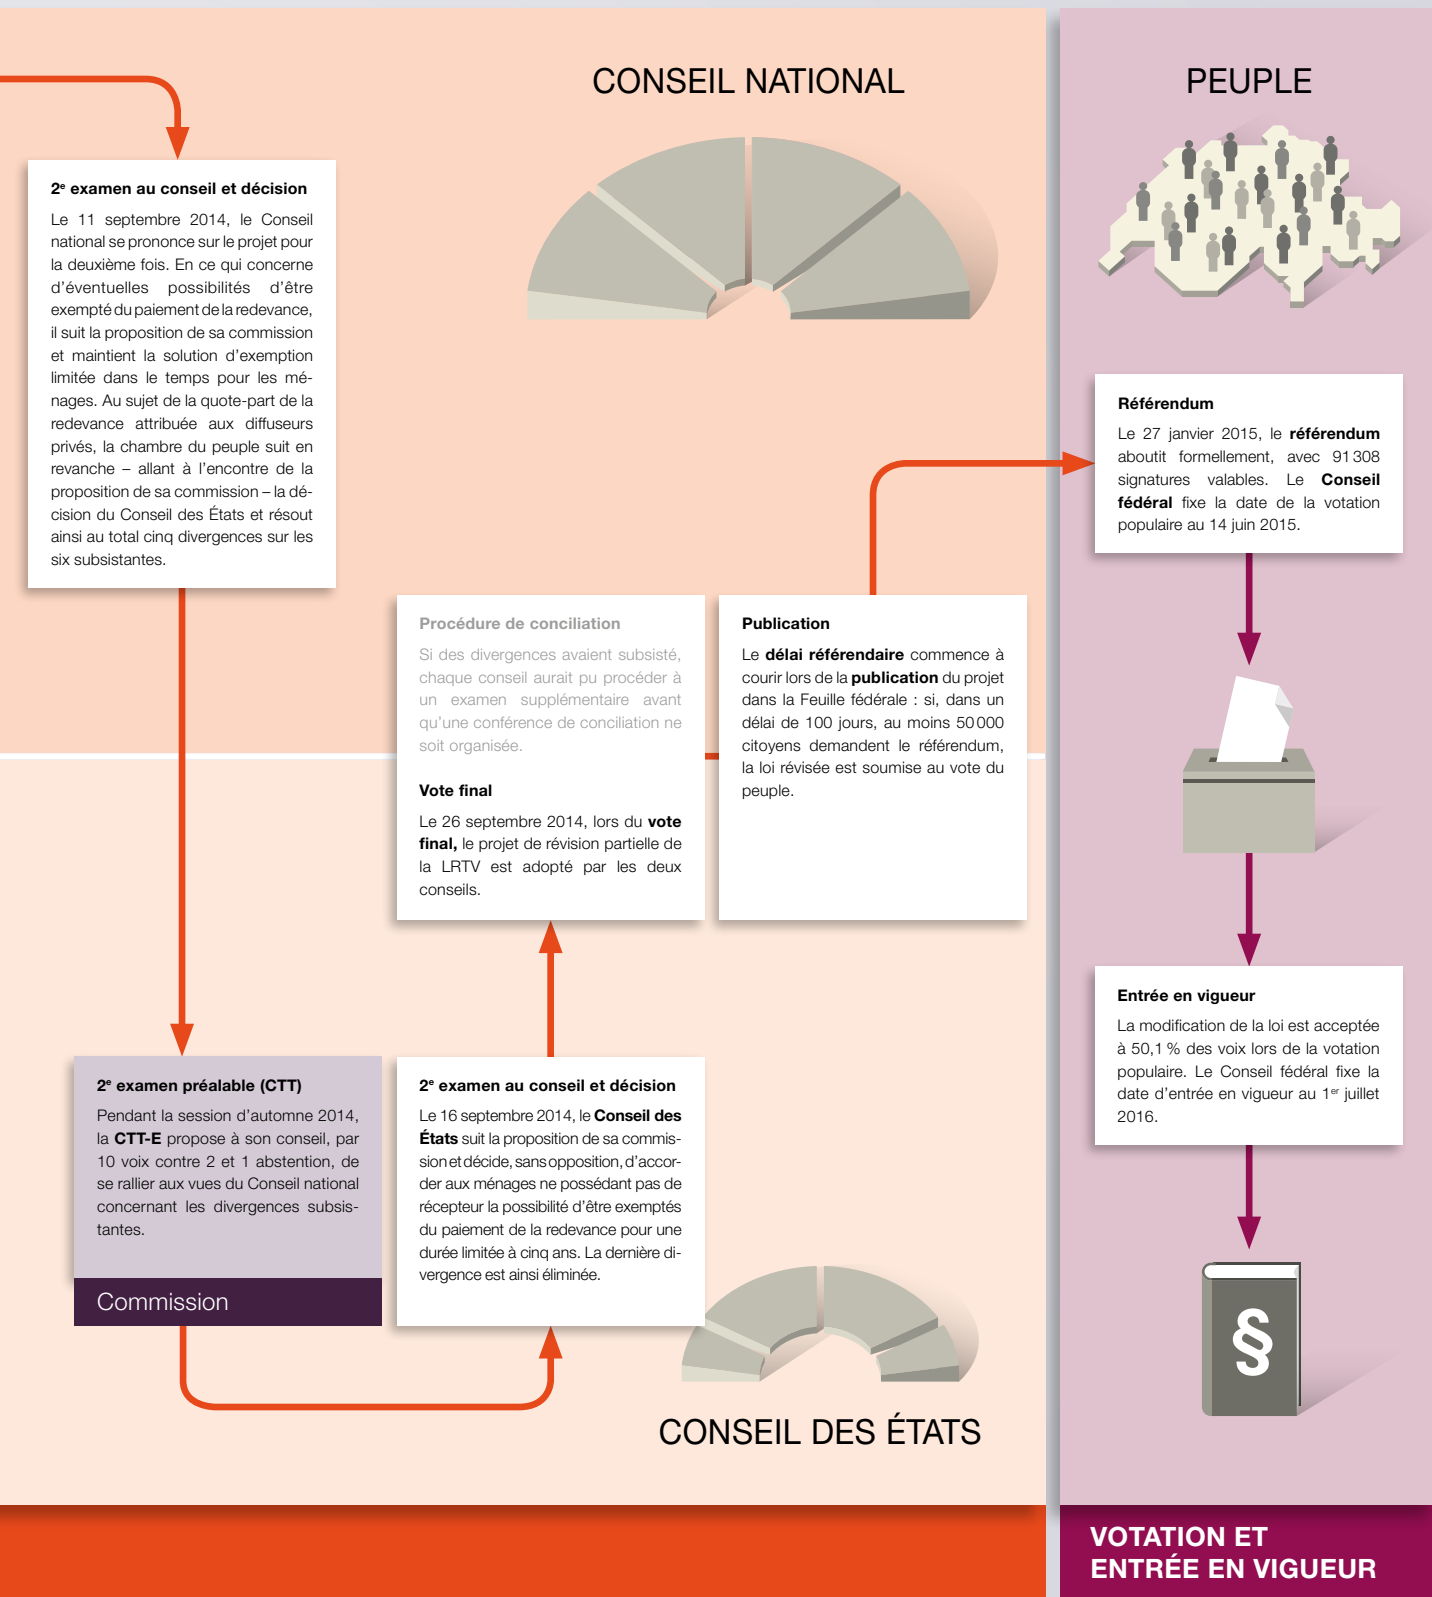 CONSEIL NATIONAL
2e examen au conseil et décision
Le 11 septembre 2014, le Conseil
national se prononce sur le projet pour
la deuxième fois. En ce qui concerne
d’éventuelles possibilités d’être
exempté du paiement de la redevance,
il suit la proposition de sa commission
et maintient la solution d’exemption
limitée dans le temps pour les mé-
nages. Au sujet de la quote-part de la
redevance attribuée aux diffuseurs
privés, la chambre du peuple suit en
revanche – allant à l’encontre de la
proposition de sa commission – la dé-
cision du Conseil des États et résout
ainsi au total cinq divergences sur les
six subsistantes.
2e examen préalable (CTT)
Pendant la session d’automne 2014,
la CTT-E propose à son conseil, par
10 voix contre 2 et 1 abstention, de
se rallier aux vues du Conseil national
concernant les divergences subsis-
tantes.
Commission
2e examen au conseil et décision
Le 16 septembre 2014, le Conseil des
États suit la proposition de sa commis-
sion et décide, sans opposition, d’accor-
der aux ménages ne possédant pas de
récepteur la possibilité d’être exemptés
du paiement de la redevance pour une
durée limitée à cinq ans. La dernière di-
vergence est ainsi éliminée.
CONSEIL DES ÉTATS
Procédure de conciliation
Si des divergences avaient subsisté,
chaque conseil aurait pu procéder à
un examen supplémentaire avant
qu’une conférence de conciliation ne
soit organisée.
Vote final
Le 26 septembre 2014, lors du vote
final, le projet de révision partielle de
la LRTV est adopté par les deux
conseils.
Publication
Le délai référendaire commence à
courir lors de la publication du projet
dans la Feuille fédérale : si, dans un
délai de 100 jours, au moins 50 000
citoyens demandent le référendum,
la loi révisée est soumise au vote du
peuple.
PEUPLE
Référendum
Le 27 janvier 2015, le référendum
aboutit formellement, avec 91 308
signatures valables. Le Conseil
fédéral fixe la date de la votation
populaire au 14 juin 2015.
Entrée en vigueur
La modification de la loi est acceptée
à 50,1 % des voix lors de la votation
populaire. Le Conseil fédéral fixe la
date d’entrée en vigueur au 1er juillet
2016.
§
VOTATION ET
ENTRÉE EN VIGUEUR